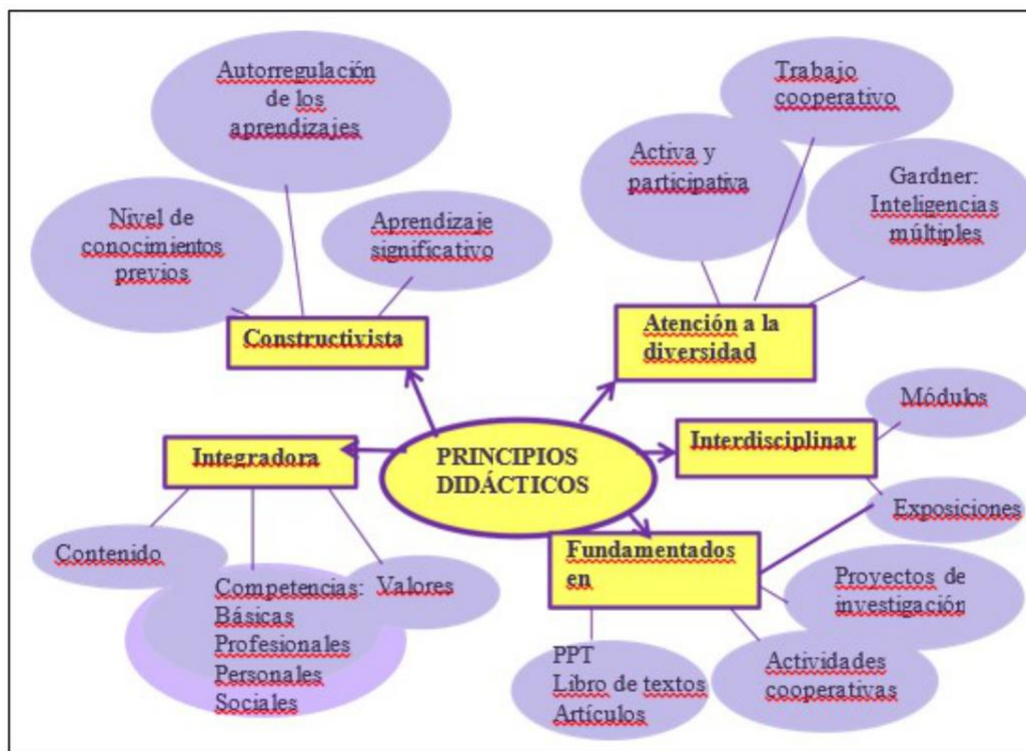 Autorregulación
de los
aprendizajes
Nivel de
conocimientos
previos
Aprendizaje
significativo
Constructivista
Trabajo
cooperativo
Activa y
participativa
Gardner:
Inteligencias
múltiples
Atención a la
diversidad
Módulos
Interdisciplinar
Exposiciones
PRINCIPIOS
DIDÁCTICOS
Integradora
Contenido
Competencias:
Básicas
Profesionales
Personales
Sociales
Valores
Fundamentados
en
Proyectos de
investigación
Actividades
cooperativas
PPT
Libro de textos
Artículos